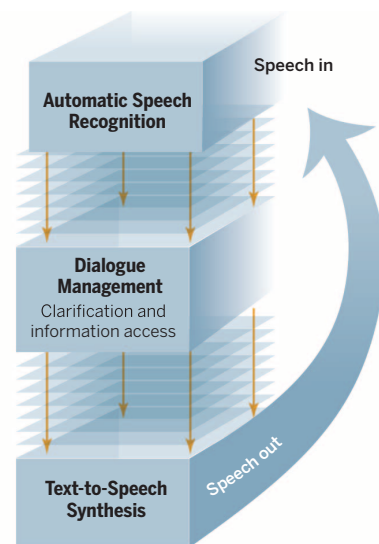 Speech in
Automatic Speech
Recognition
Dialogue
Management
Clarification and
information access
Speech out
Text-to-Speech
Synthesis